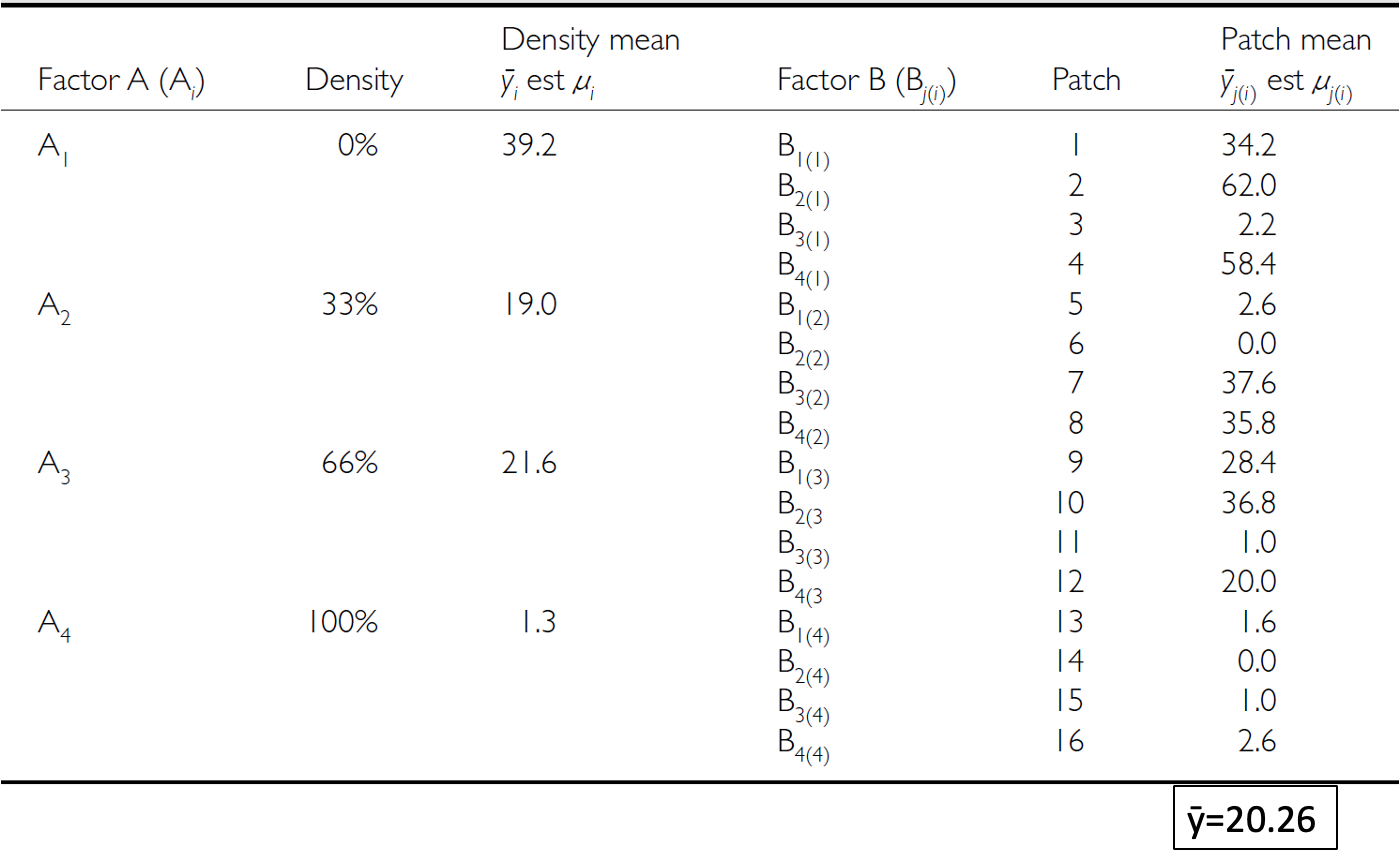 Density mean Patch mean
Factor A (Aᵢ) Density ȳᵢ est μᵢ Factor B (Bⱼ₍ᵢ₎) Patch ȳⱼ₍ᵢ₎ est μⱼ₍ᵢ₎
A₁ 0% 39.2 B₁₍₁₎ 1 34.2
B₂₍₁₎ 2 62.0
B₃₍₁₎ 3 2.2
B₄₍₁₎ 4 58.4
A₂ 33% 19.0 B₁₍₂₎ 5 2.6
B₂₍₂₎ 6 0.0
B₃₍₂₎ 7 37.6
B₄₍₂₎ 8 35.8
A₃ 66% 21.6 B₁₍₃₎ 9 28.4
B₂₍₃ 10 36.8
B₃₍₃₎ 11 1.0
B₄₍₃ 12 20.0
A₄ 100% 1.3 B₁₍₄₎ 13 1.6
B₂₍₄₎ 14 0.0
B₃₍₄₎ 15 1.0
B₄₍₄₎ 16 2.6
ȳ=20.26